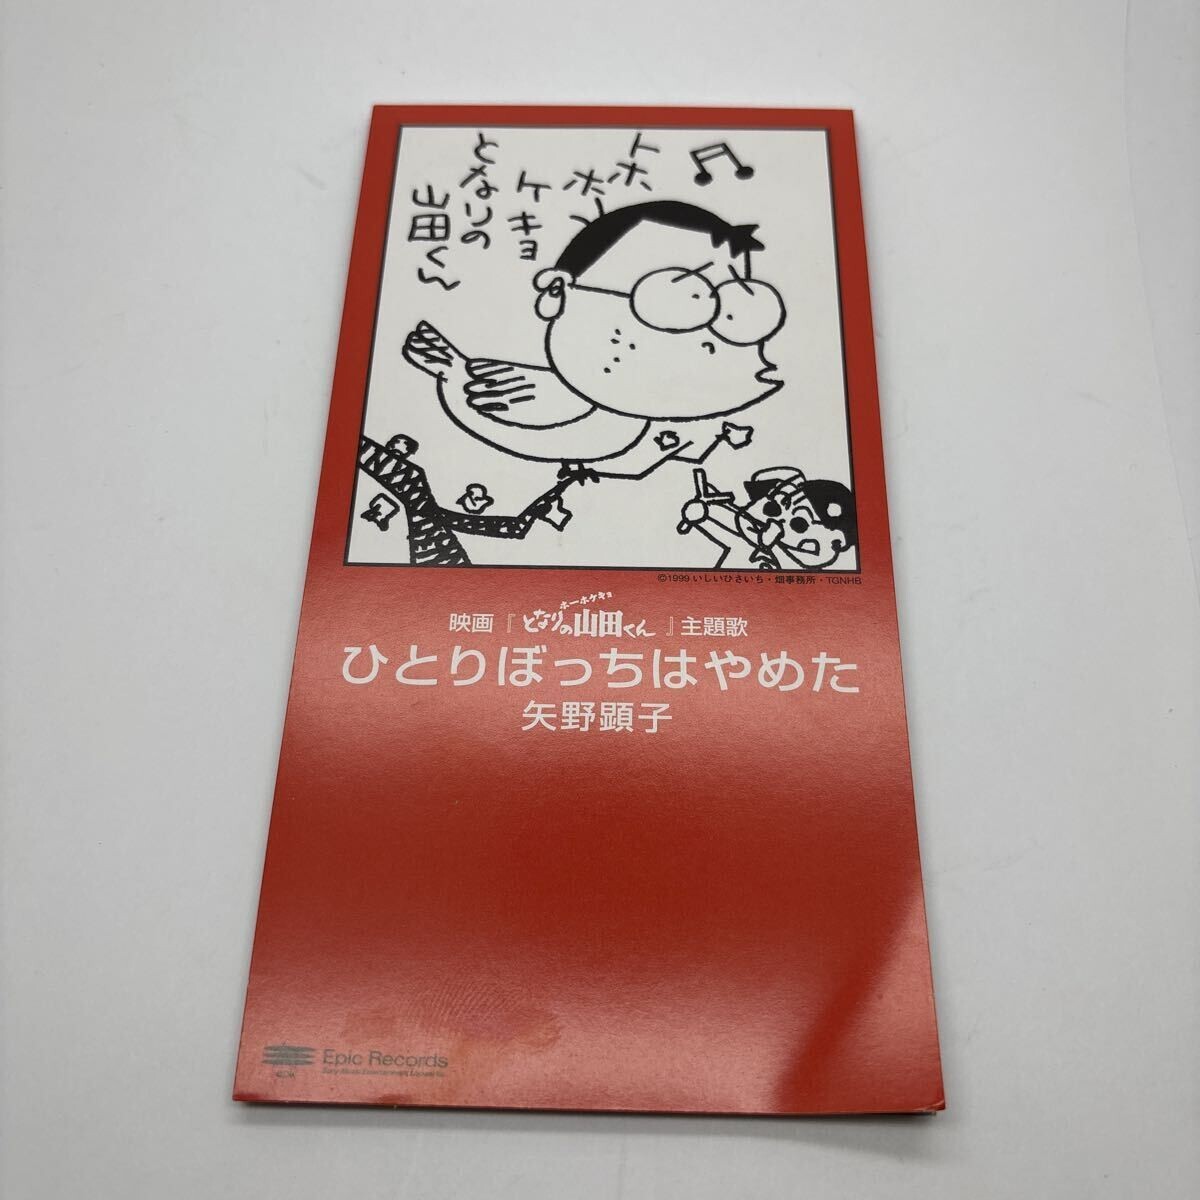 トホホ
ホー
ケキョ
となりの
山田くん
©1999 いしいひさいち・畑事務所・TGNHB
ホーホケキョ
映画『となりの山田くん』主題歌
ひとりぼっちはやめた
矢野顕子
Epic Records